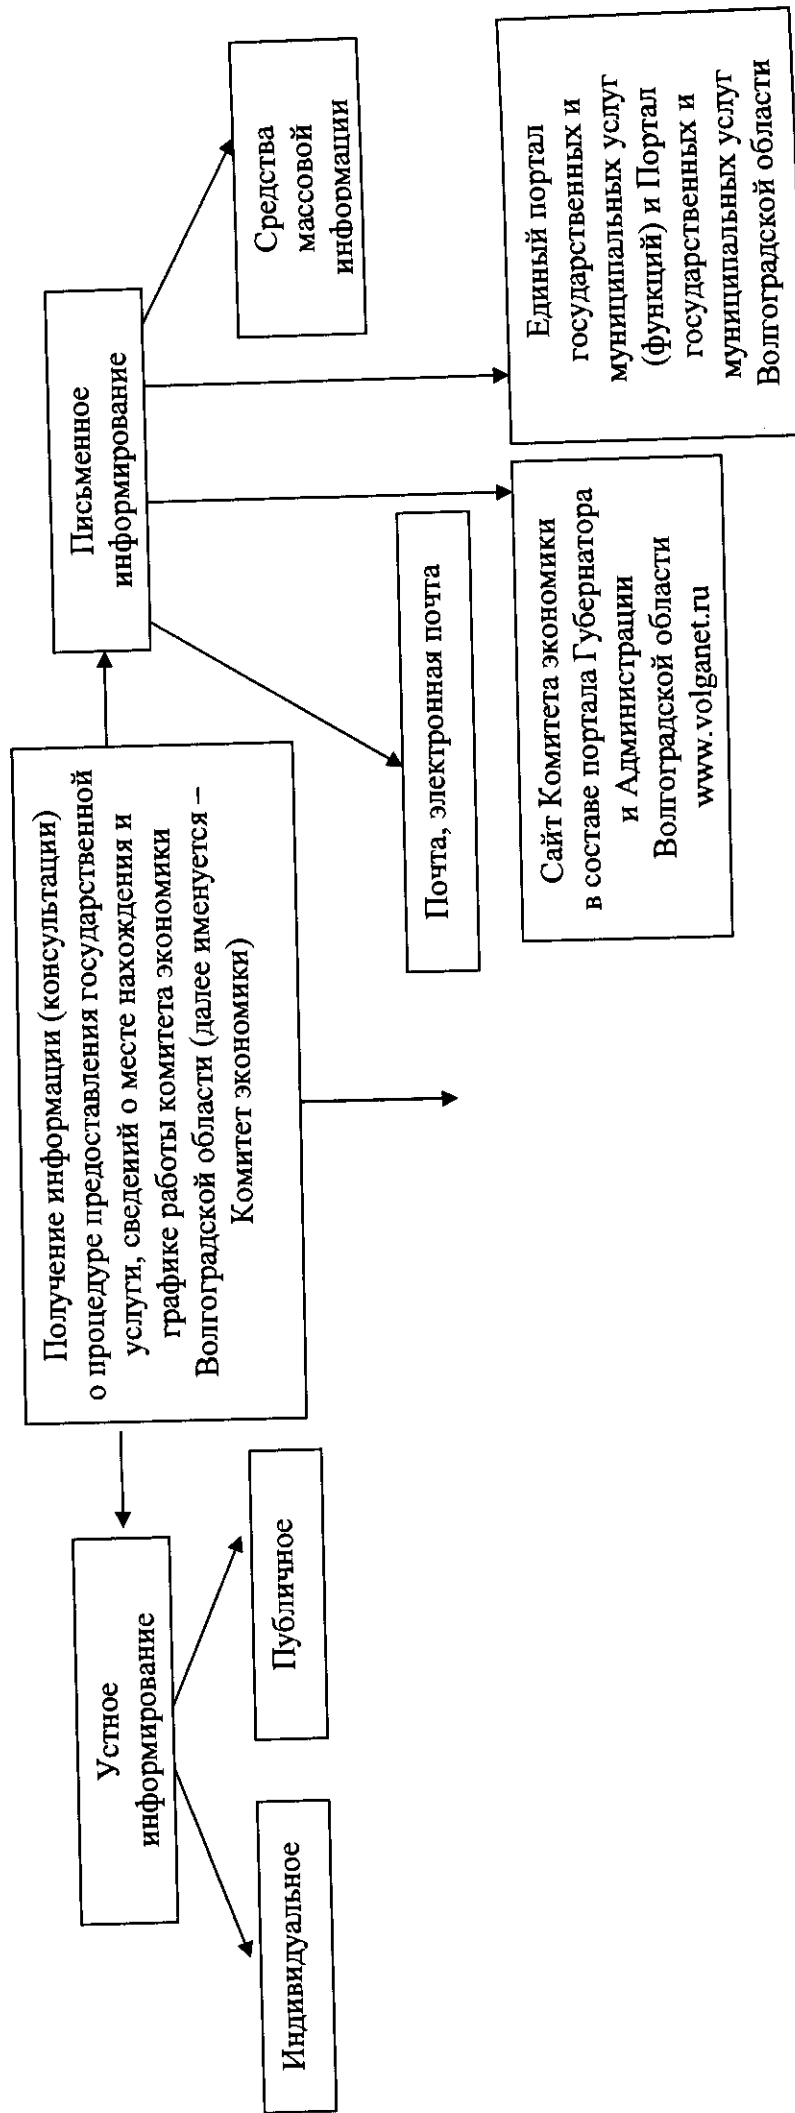 Получение информации (консультации)
о процедуре предоставления государственной
услуги, сведений о месте нахождения и
графике работы комитета экономики
Волгоградской области (далее именуется –
Комитет экономики)
Устное
информирование
Индивидуальное
Публичное
Письменное
информирование
Почта, электронная почта
Сайт Комитета экономики
в составе портала Губернатора
и Администрации
Волгоградской области
www.volganet.ru
Единый портал
государственных и
муниципальных услуг
(функций) и Портал
государственных и
муниципальных услуг
Волгоградской области
Средства
массовой
информации